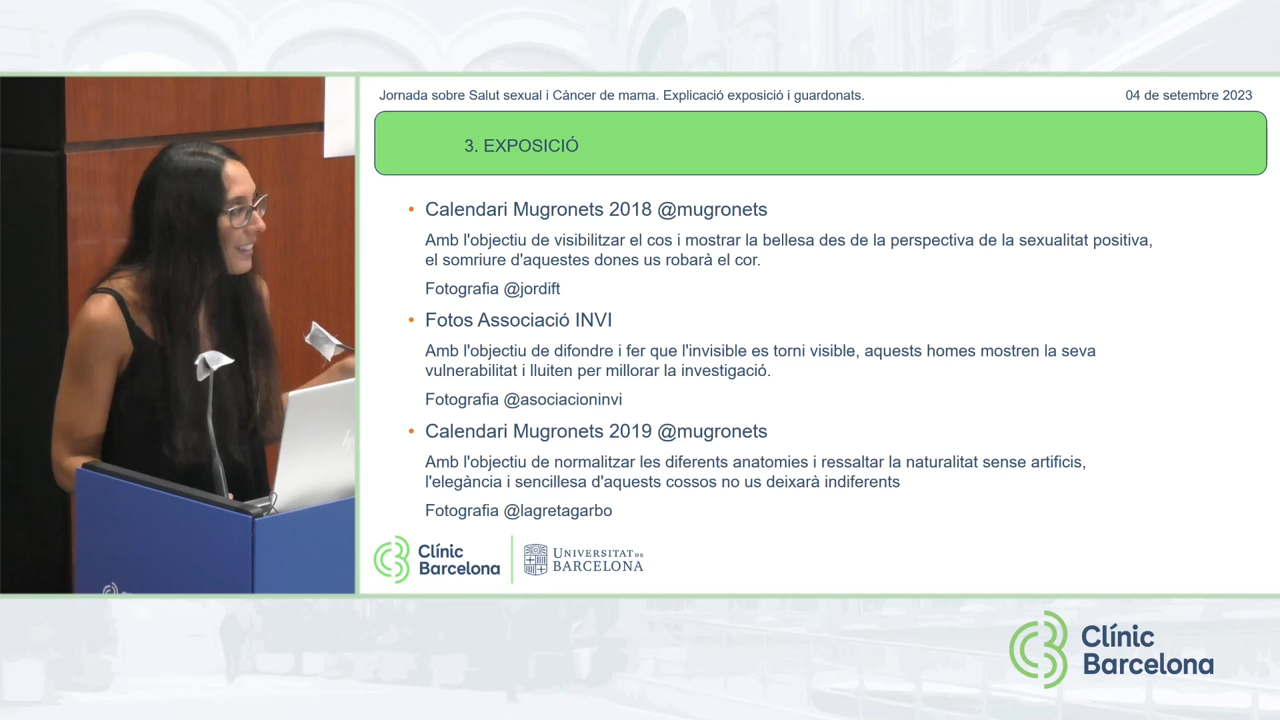 Jornada sobre Salut sexual i Càncer de mama. Explicació exposició i guardonats.
04 de setembre 2023
3. EXPOSICIÓ
• Calendari Mugronets 2018 @mugronets
Amb l'objectiu de visibilitzar el cos i mostrar la bellesa des de la perspectiva de la sexualitat positiva,
el somriure d'aquestes dones us robarà el cor.
Fotografia @jordift
• Fotos Associació INVI
Amb l'objectiu de difondre i fer que l'invisible es torni visible, aquests homes mostren la seva
vulnerabilitat i lluiten per millorar la investigació.
Fotografia @asociacioninvi
• Calendari Mugronets 2019 @mugronets
Amb l'objectiu de normalitzar les diferents anatomies i ressaltar la naturalitat sense artificis,
l'elegància i sencillesa d'aquests cossos no us deixarà indiferents
Fotografia @lagretagarbo
Clínic
Barcelona
UNIVERSITAT DE
BARCELONA
Clínic
Barcelona